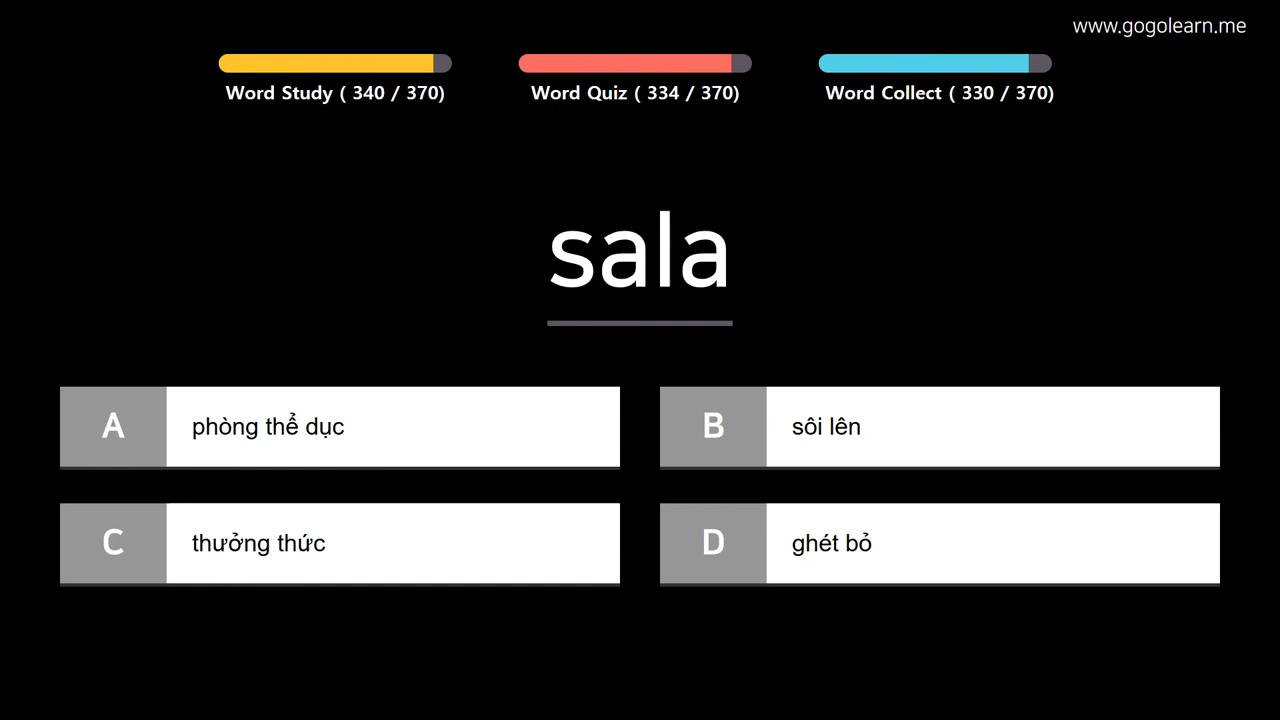 www.gogolearn.me
Word Study ( 340 / 370)
Word Quiz ( 334 / 370)
Word Collect ( 330 / 370)
sala
A phòng thể dục
B sôi lên
C thưởng thức
D ghét bỏ